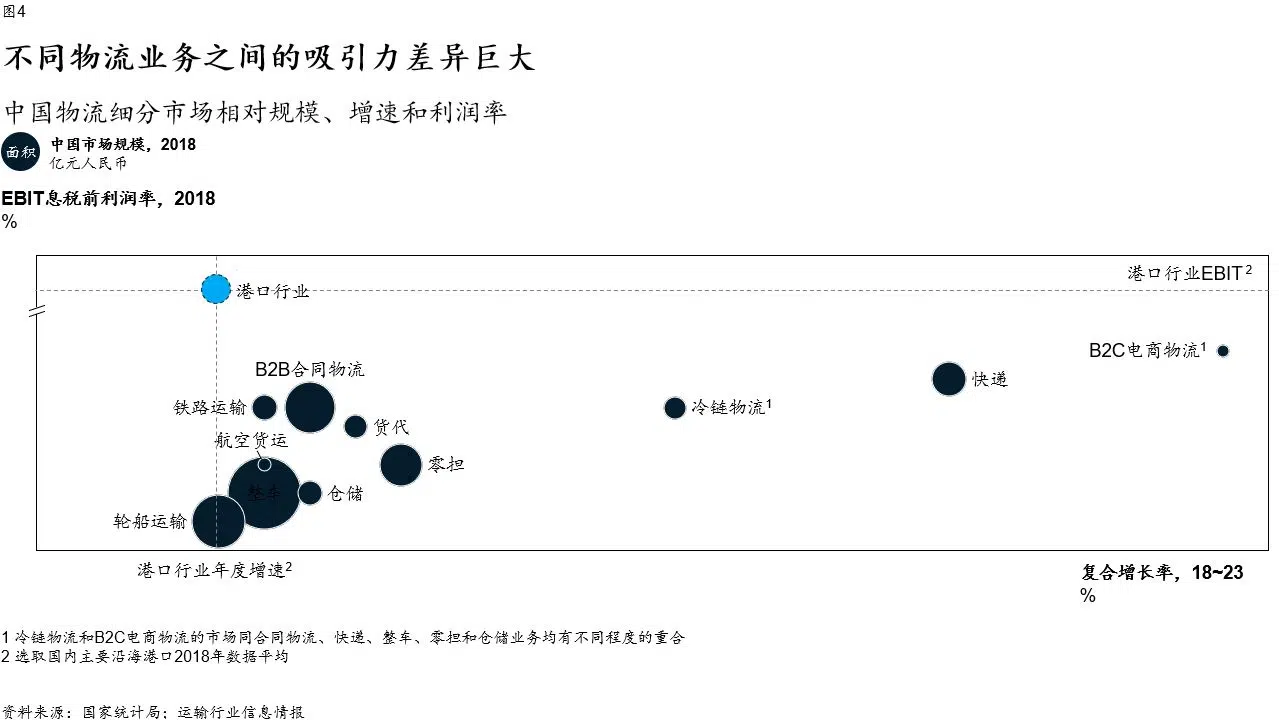 图4
不同物流业务之间的吸引力差异巨大
中国物流细分市场相对规模、增速和利润率
面积
中国市场规模，2018
亿元人民币
EBIT息税前利润率，2018
%
港口行业EBIT2
港口行业
B2C电商物流1
B2B合同物流
快递
铁路运输
冷链物流1
货代
航空货运
零担
整车
仓储
轮船运输
港口行业年度增速2
复合增长率，18~23
%
1 冷链物流和B2C电商物流的市场同合同物流、快递、整车、零担和仓储业务均有不同程度的重合
2 选取国内主要沿海港口2018年数据平均
资料来源：国家统计局；运输行业信息情报